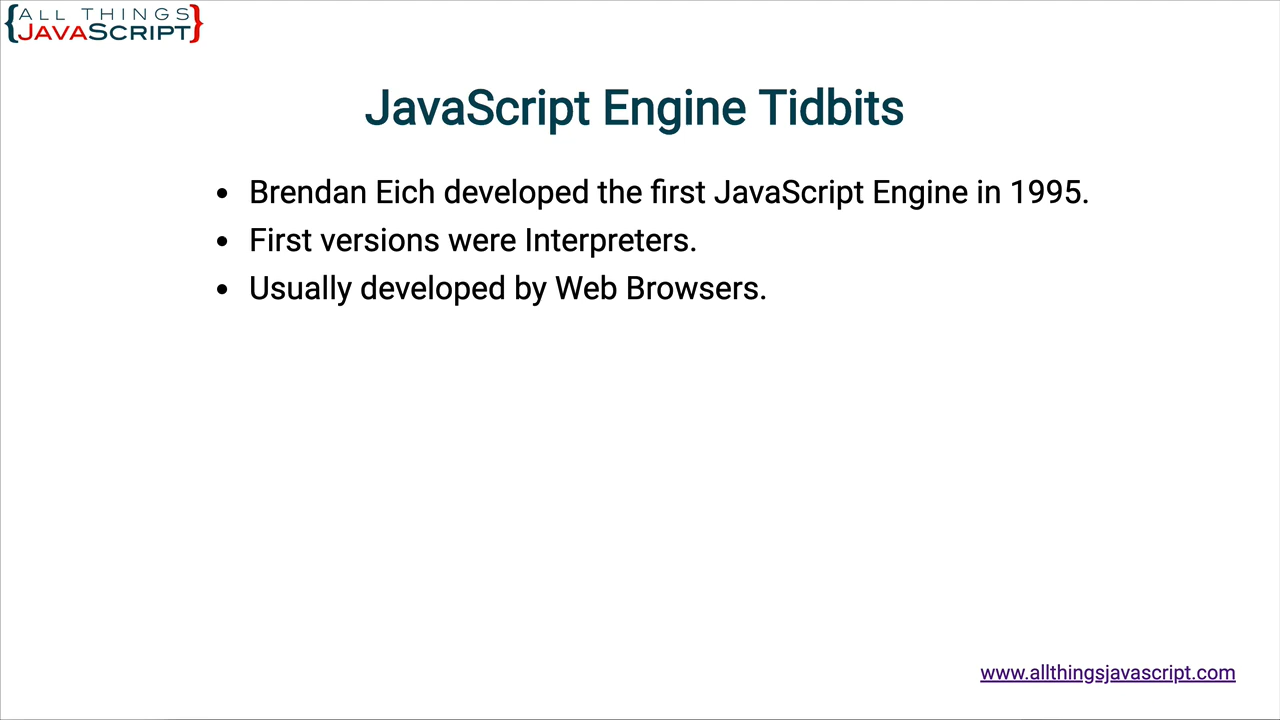 {ALL THINGS
JAVASCRIPT}
JavaScript Engine Tidbits
• Brendan Eich developed the first JavaScript Engine in 1995.
• First versions were Interpreters.
• Usually developed by Web Browsers.
www.allthingsjavascript.com